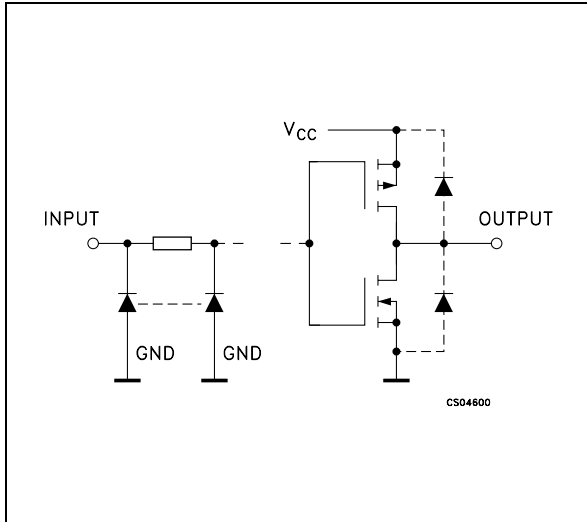 VCC
INPUT
OUTPUT
GND
GND
CS04600